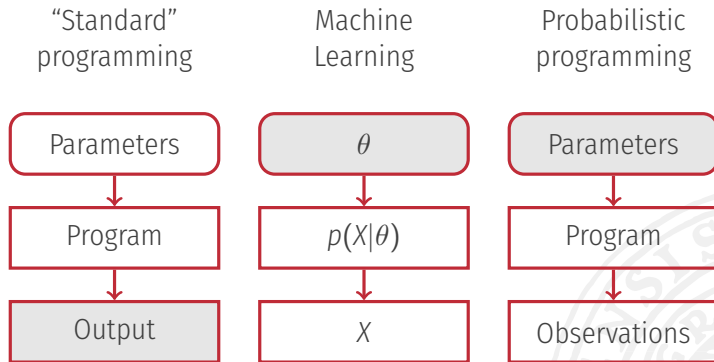 “Standard”
programming
Machine
Learning
Probabilistic
programming
Parameters
θ
Parameters
Program
p(X|θ)
Program
Output
X
Observations